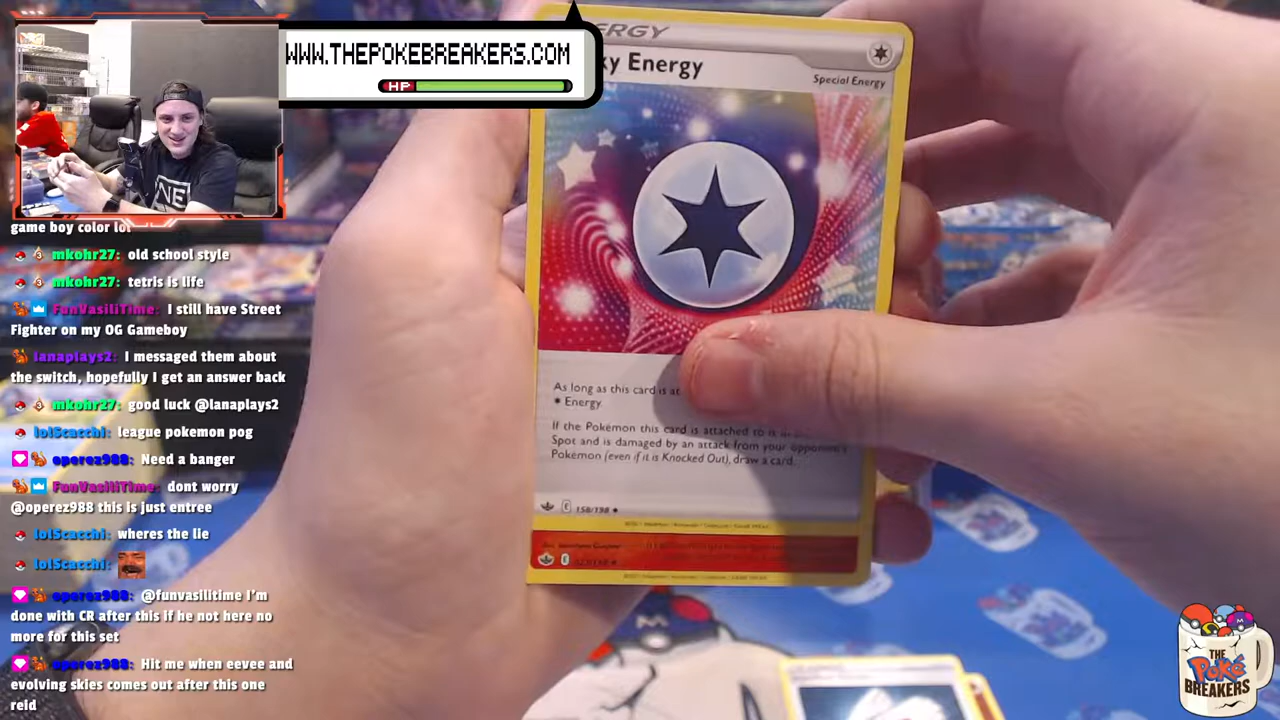 WWW.THEPOKEBREAKERS.COM
HP
ERGY
ky Energy
Special Energy
As long as this card is at
Energy.
If the Pokémon this card is attached to is
Spot and is damaged by an attack from your opponent's
Pokémon (even if it is Knocked Out), draw a card.
158/198
game boy color lol
mkohr27: old school style
mkohr27: tetris is life
FunVasiliTime: I still have Street
Fighter on my OG Gameboy
lanaplays2: I messaged them about
the switch, hopefully I get an answer back
mkohr27: good luck @lanaplays2
lolScacchi: league pokemon pog
operez988: Need a banger
FunVasiliTime: dont worry
@operez988 this is just entree
lolScacchi: wheres the lie
lolScacchi:
operez988: @funvasilitime I'm
done with CR after this if he not here no
more for this set
operez988: Hit me when eevee and
evolving skies comes out after this one
reid
THE
Poké
BREAKERS